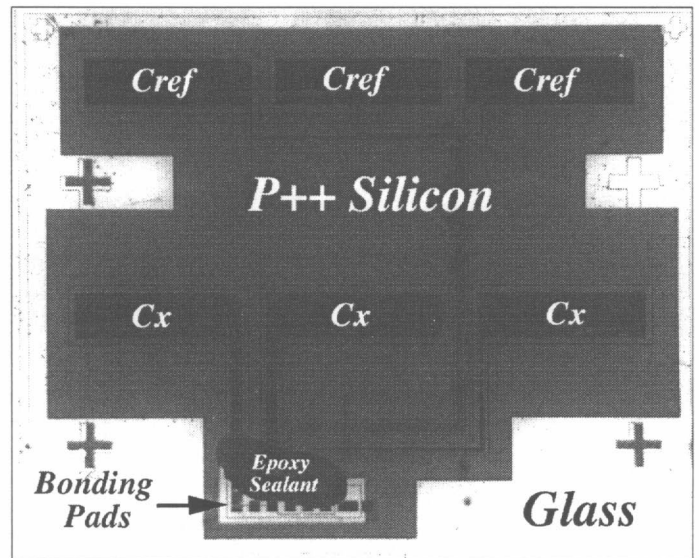 Cref Cref Cref
P++ Silicon
Cx Cx Cx
Epoxy
Sealant
Bonding
Pads
Glass